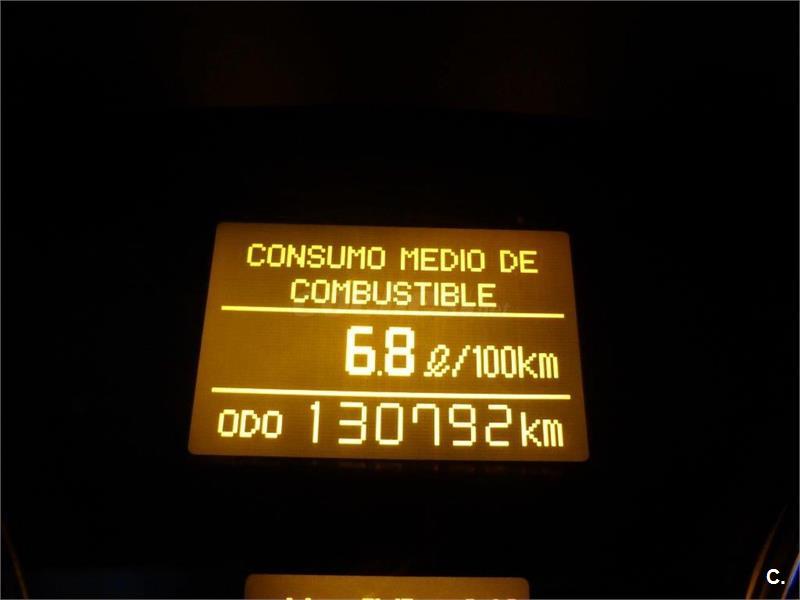 CONSUMO MEDIO DE
COMBUSTIBLE
6.8 ℓ/100km
ODO 130792km
C.